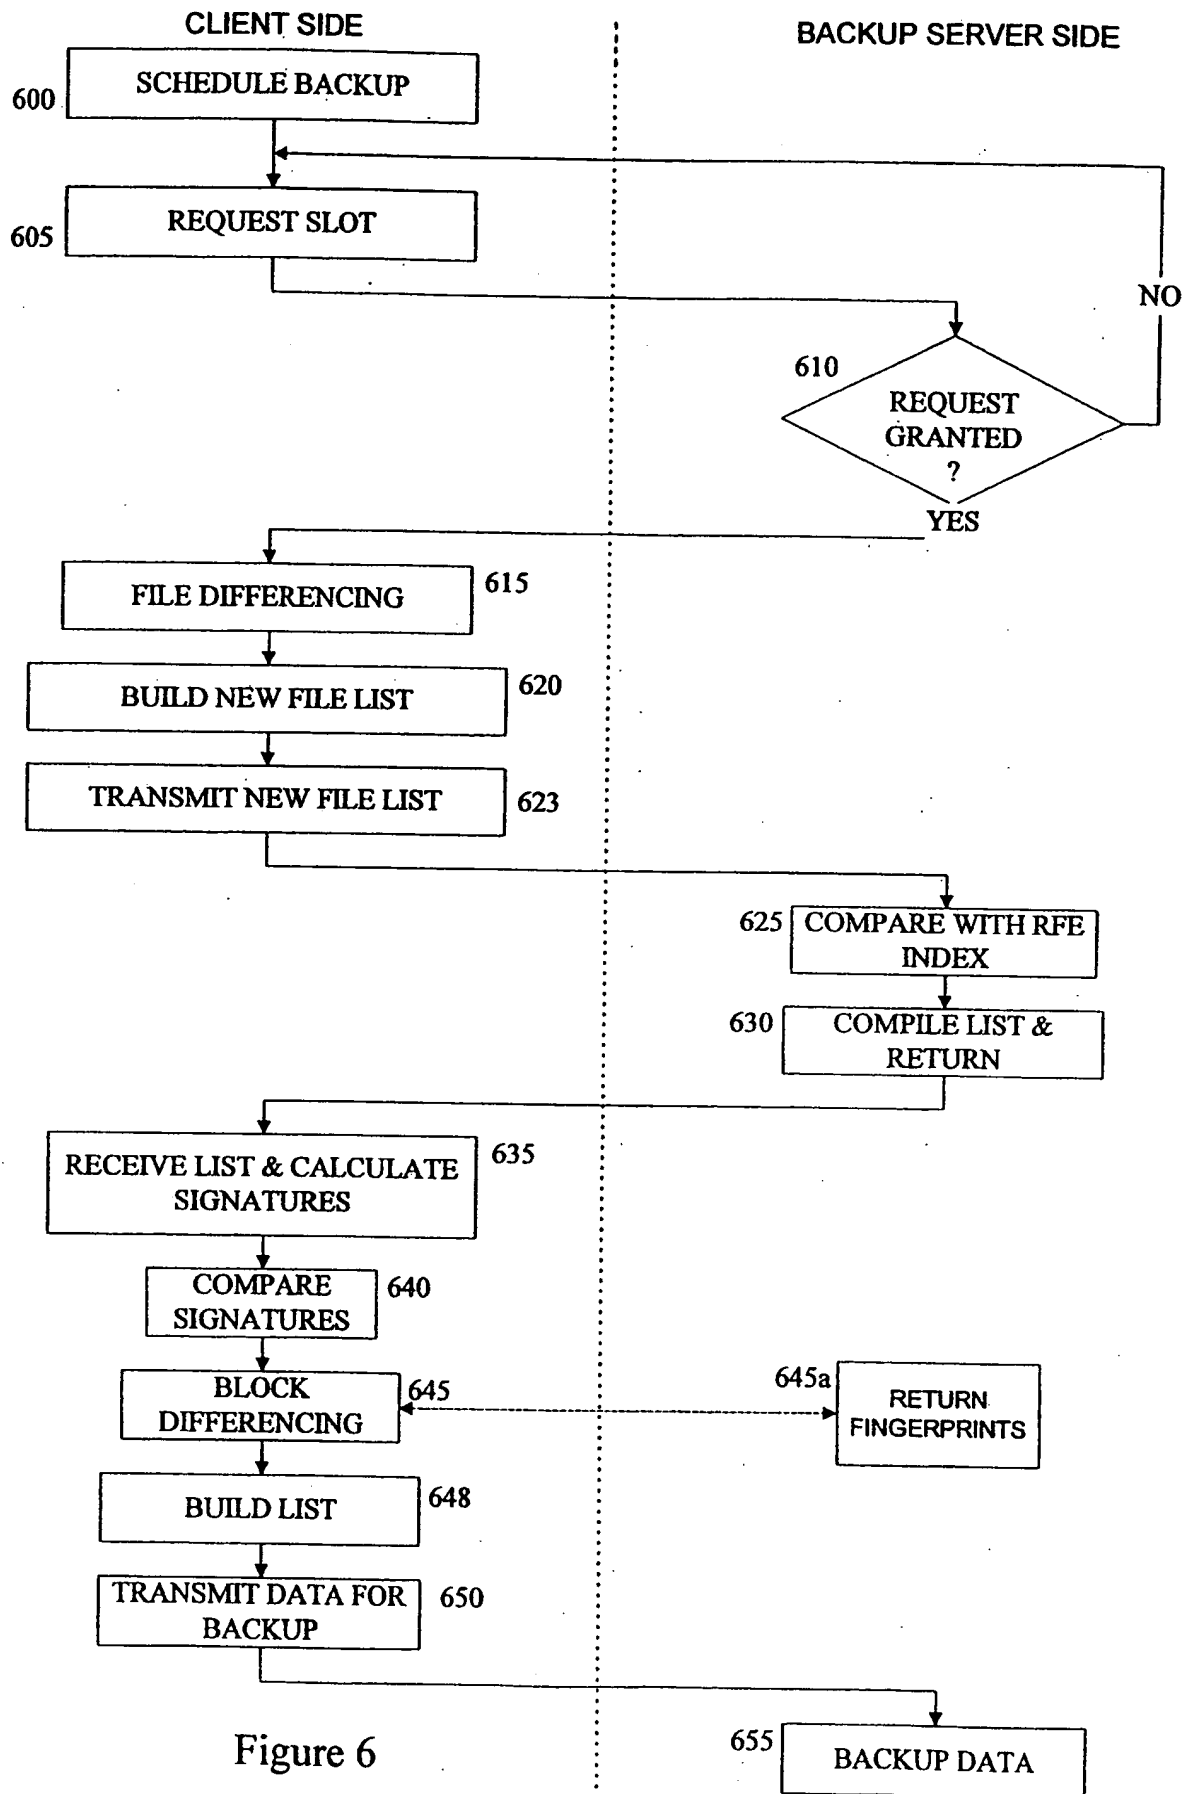 CLIENT SIDE
BACKUP SERVER SIDE
SCHEDULE BACKUP
600
REQUEST SLOT
605
NO
610
REQUEST
GRANTED
?
YES
FILE DIFFERENCING
615
BUILD NEW FILE LIST
620
TRANSMIT NEW FILE LIST
623
625
COMPARE WITH RFE
INDEX
630
COMPILE LIST &
RETURN
RECEIVE LIST & CALCULATE
SIGNATURES
635
COMPARE
SIGNATURES
640
BLOCK
DIFFERENCING
645
645a
RETURN
FINGERPRINTS
BUILD LIST
648
TRANSMIT DATA FOR
BACKUP
650
655
BACKUP DATA
Figure 6